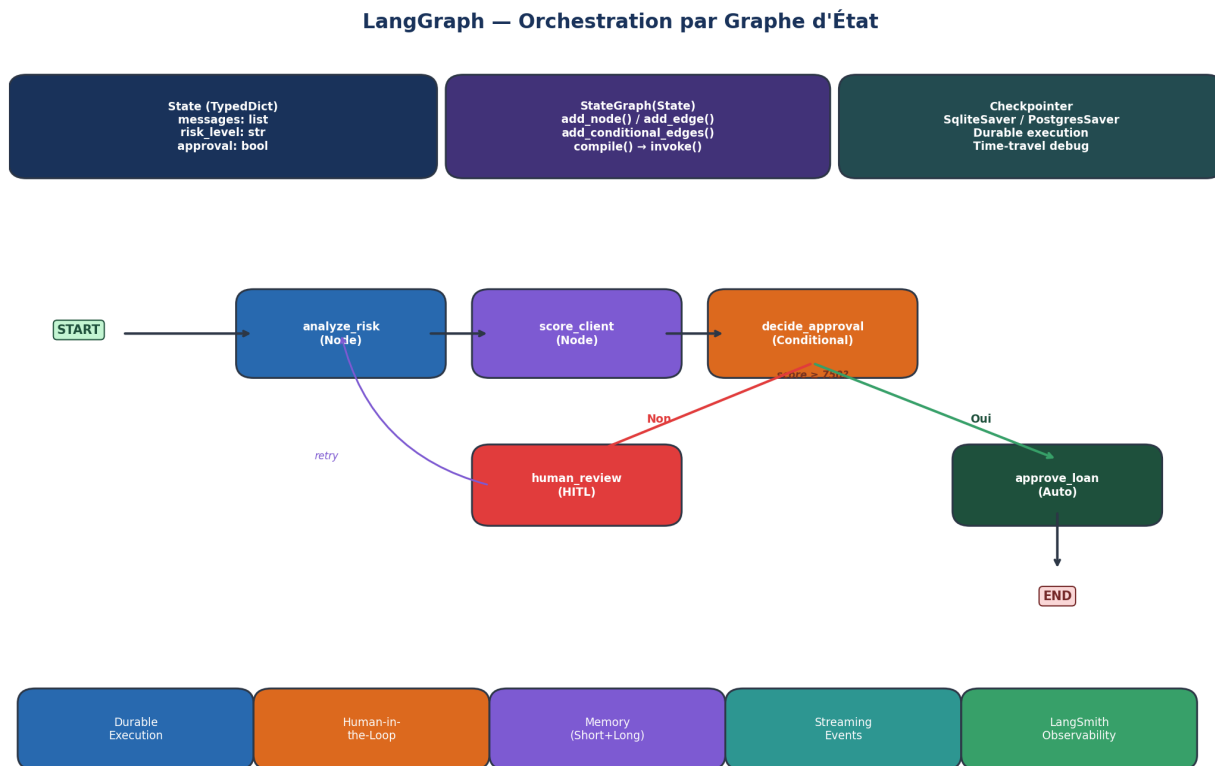 LangGraph — Orchestration par Graphe d'État
State (TypedDict)
messages: list
risk_level: str
approval: bool
StateGraph(State)
add_node() / add_edge()
add_conditional_edges()
compile() → invoke()
Checkpointer
SqliteSaver / PostgresSaver
Durable execution
Time-travel debug
START
analyze_risk
(Node)
score_client
(Node)
decide_approval
(Conditional)
score ≥ 750?
Non
Oui
retry
human_review
(HITL)
approve_loan
(Auto)
END
Durable
Execution
Human-in-
the-Loop
Memory
(Short+Long)
Streaming
Events
LangSmith
Observability